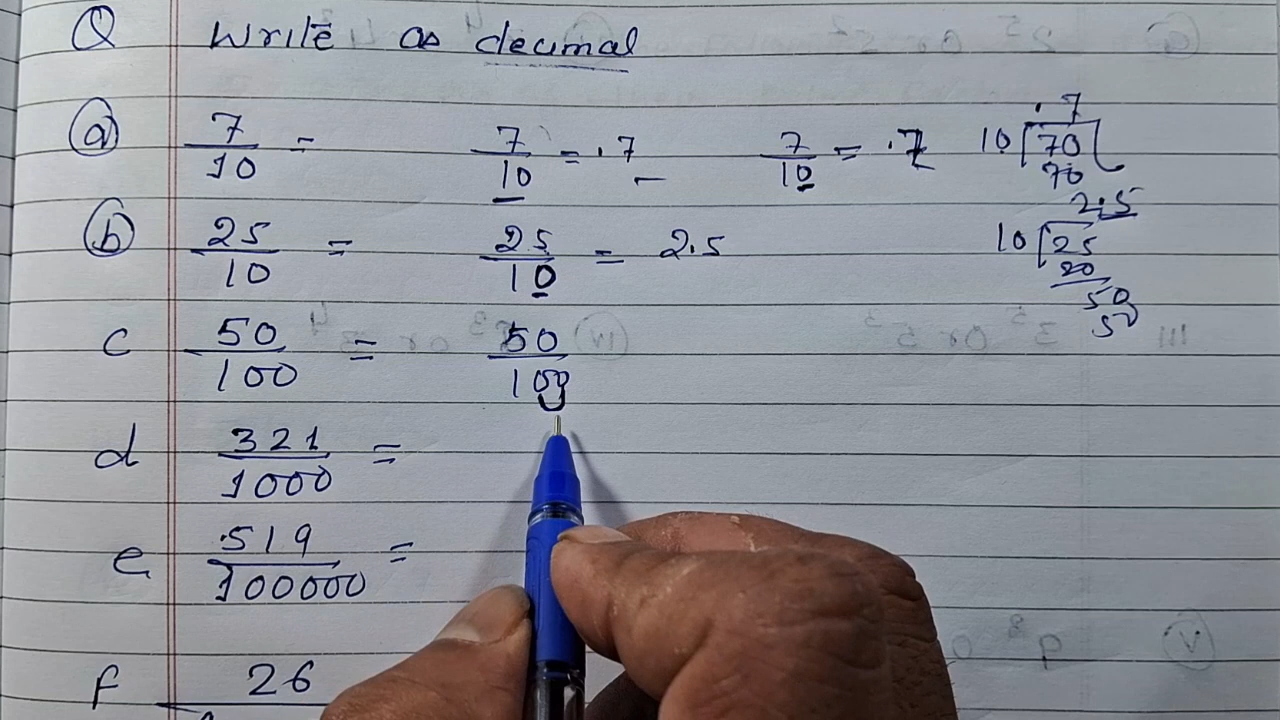 Q Write as decimal
a 7/10 = 7/10 = .7 7/10 = .7 10 70 .7 70
b 25/10 = 25/10 = 2.5 10 25 2.5 20 50 50
c 50/100 = 50/100
d 321/1000 =
e 519/100000 =
f 26